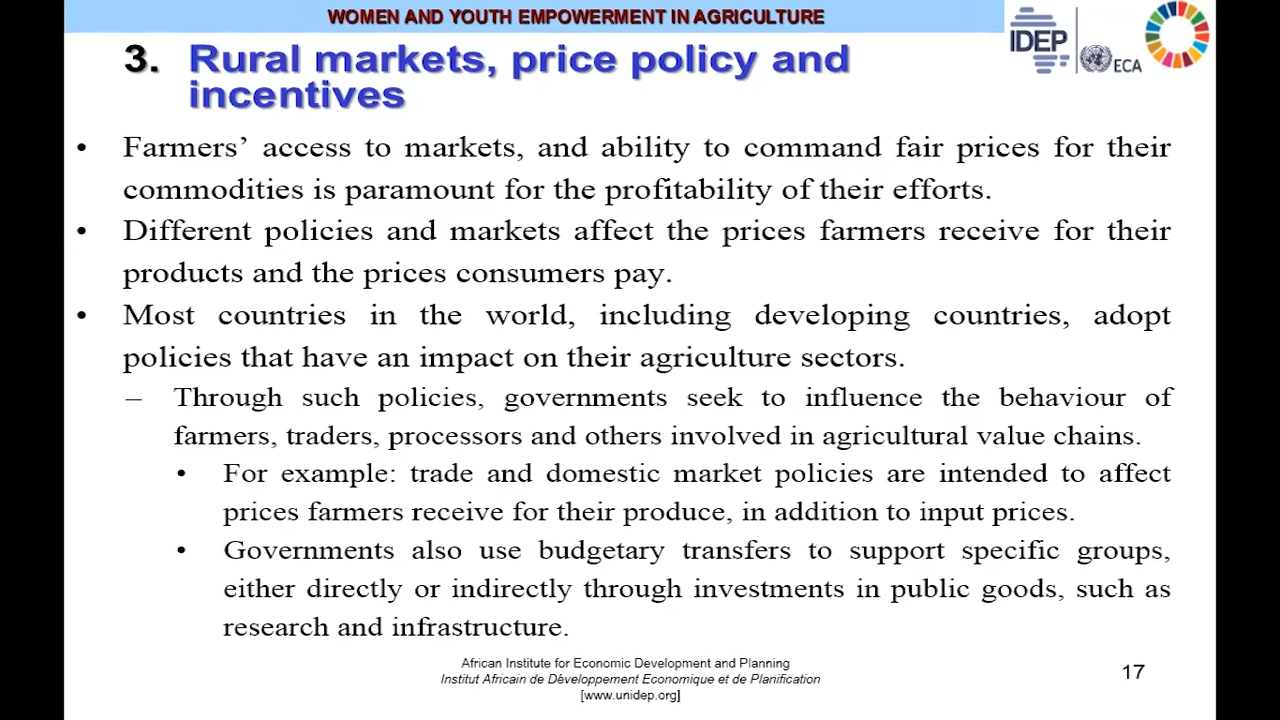 WOMEN AND YOUTH EMPOWERMENT IN AGRICULTURE
IDEP
ECA
3. Rural markets, price policy and
incentives
• Farmers’ access to markets, and ability to command fair prices for their
commodities is paramount for the profitability of their efforts.
• Different policies and markets affect the prices farmers receive for their
products and the prices consumers pay.
• Most countries in the world, including developing countries, adopt
policies that have an impact on their agriculture sectors.
– Through such policies, governments seek to influence the behaviour of
farmers, traders, processors and others involved in agricultural value chains.
• For example: trade and domestic market policies are intended to affect
prices farmers receive for their produce, in addition to input prices.
• Governments also use budgetary transfers to support specific groups,
either directly or indirectly through investments in public goods, such as
research and infrastructure.
African Institute for Economic Development and Planning
Institut Africain de Développement Economique et de Planification
[www.unidep.org]
17